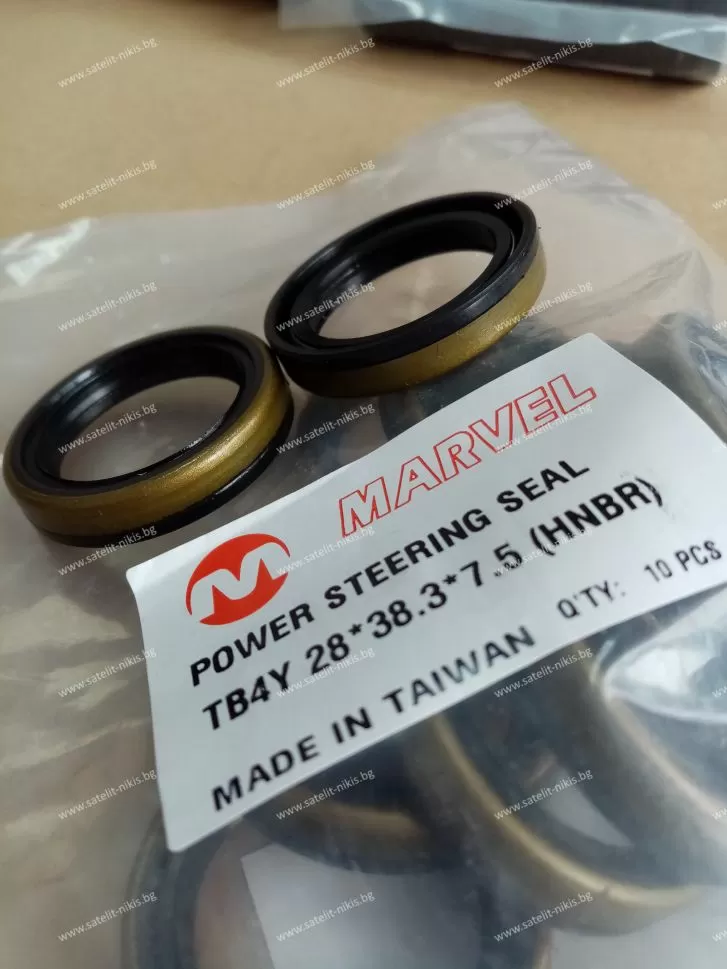 MARVEL
M
POWER STEERING SEAL
TB4Y 28*38.3*7.5 (HNBR)
MADE IN TAIWAN Q'TY: 10 PCS
www.satelit-nikis.bg